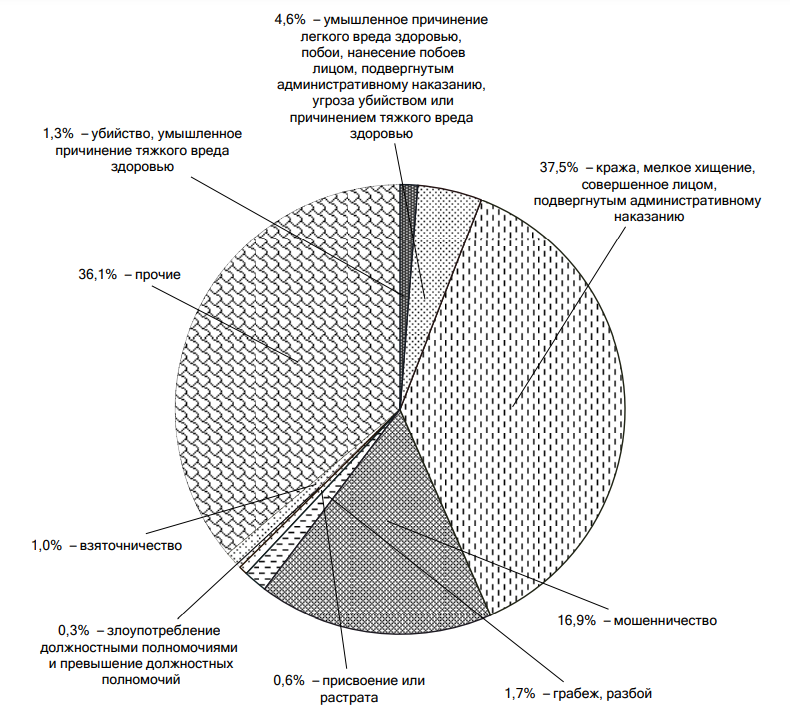 4,6% – умышленное причинение
легкого вреда здоровью,
побои, нанесение побоев
лицом, подвергнутым
административному наказанию,
угроза убийством или
причинением тяжкого вреда
здоровью
1,3% – убийство, умышленное
причинение тяжкого вреда
здоровью
37,5% – кража, мелкое хищение,
совершенное лицом,
подвергнутым административному
наказанию
36,1% – прочие
1,0% – взяточничество
16,9% – мошенничество
0,3% – злоупотребление
должностными полномочиями
и превышение должностных
полномочий
0,6% – присвоение или
растрата
1,7% – грабеж, разбой